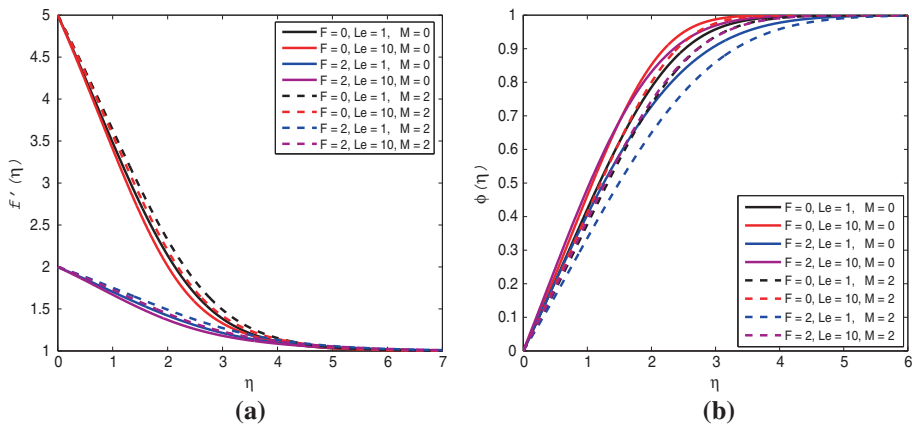 5
4.5
4
3.5
3
2.5
2
1.5
1
f ′ (η)
0 1 2 3 4 5 6 7
η
F = 0, Le = 1, M = 0
F = 0, Le = 10, M = 0
F = 2, Le = 1, M = 0
F = 2, Le = 10, M = 0
F = 0, Le = 1, M = 2
F = 0, Le = 10, M = 2
F = 2, Le = 1, M = 2
F = 2, Le = 10, M = 2
(a)
1
0.9
0.8
0.7
0.6
0.5
0.4
0.3
0.2
0.1
0
ϕ (η)
0 1 2 3 4 5 6
η
F = 0, Le = 1, M = 0
F = 0, Le = 10, M = 0
F = 2, Le = 1, M = 0
F = 2, Le = 10, M = 0
F = 0, Le = 1, M = 2
F = 0, Le = 10, M = 2
F = 2, Le = 1, M = 2
F = 2, Le = 10, M = 2
(b)